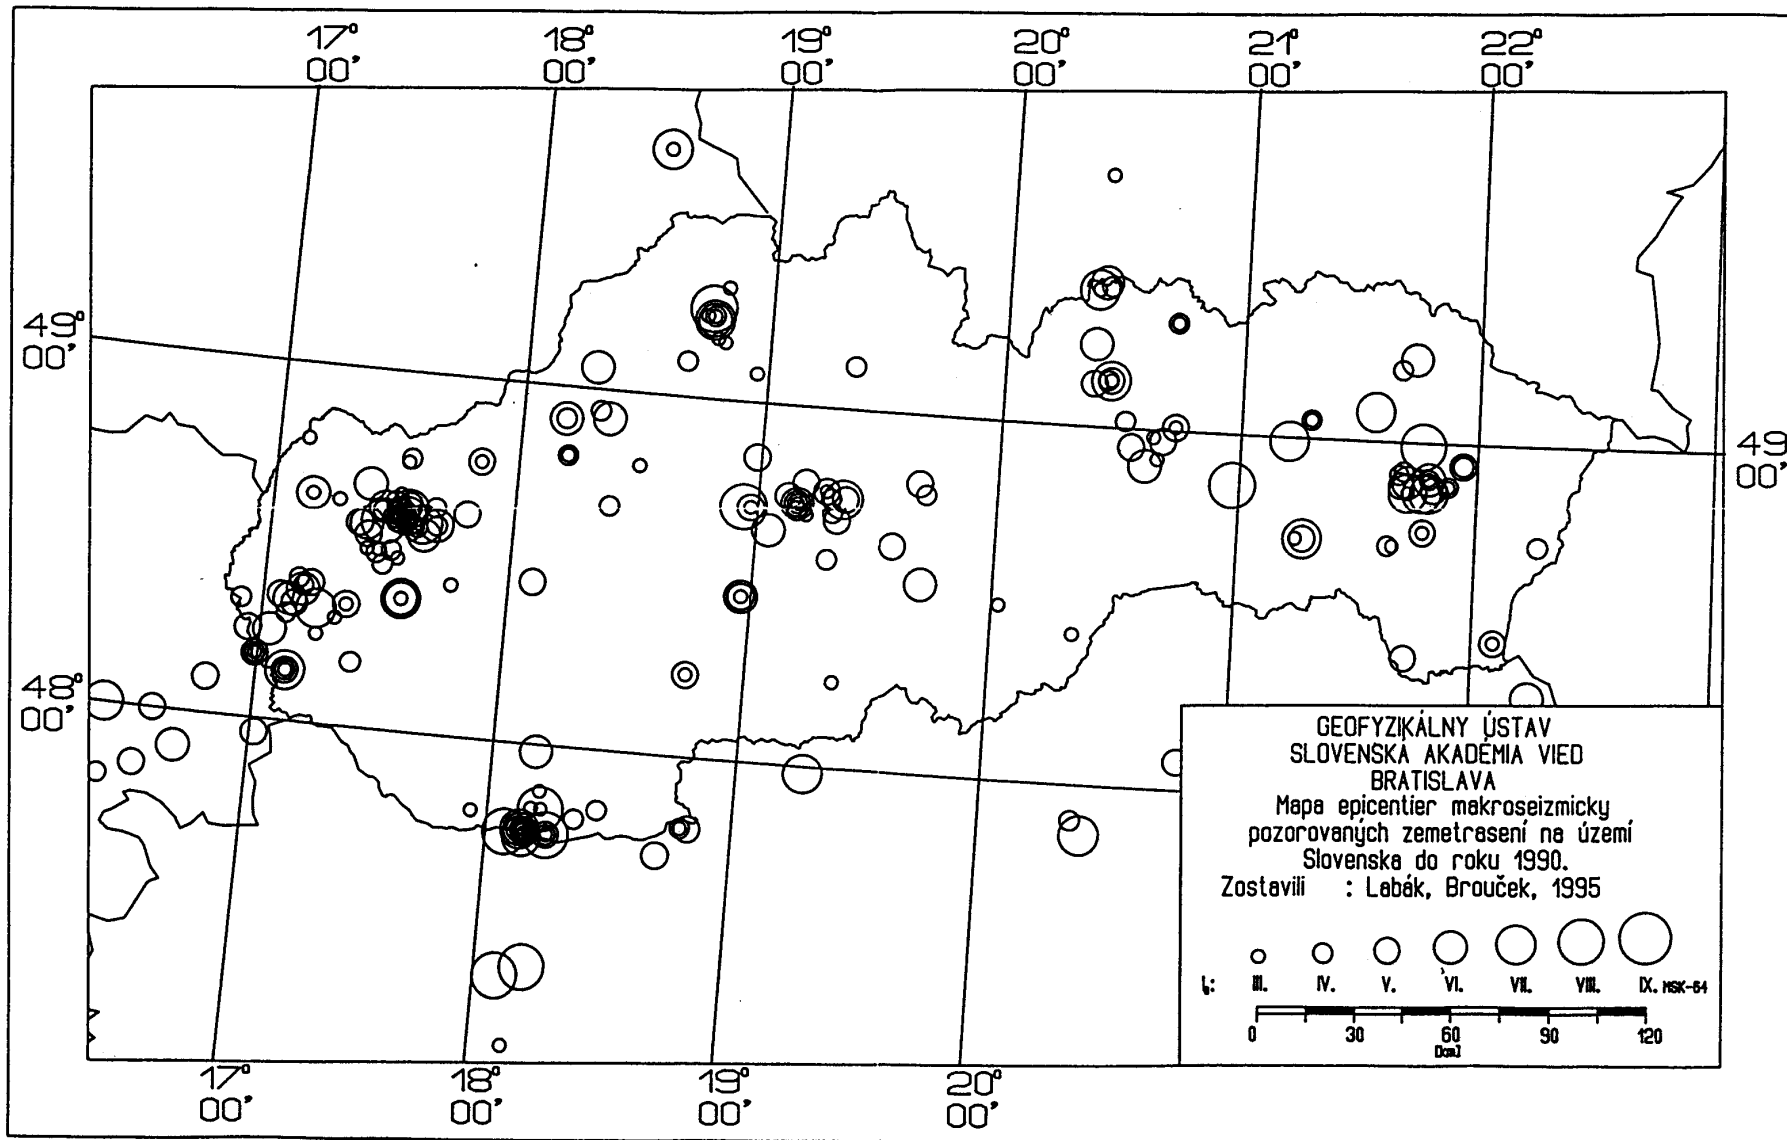 17° 18° 19° 20° 21° 22°
00' 00' 00' 00' 00' 00'
49°
00'
49
00'
48°
00'
GEOFYZIKÁLNY ÚSTAV
SLOVENSKÁ AKADÉMIA VIED
BRATISLAVA
Mapa epicentier makroseizmicky
pozorovaných zemetrasení na území
Slovenska do roku 1990.
Zostavili : Labák, Brouček, 1995
I₀: III. IV. V. VI. VII. VIII. IX. MSK-64
0 30 60 90 120
[km]
17° 18° 19° 20°
00' 00' 00' 00'